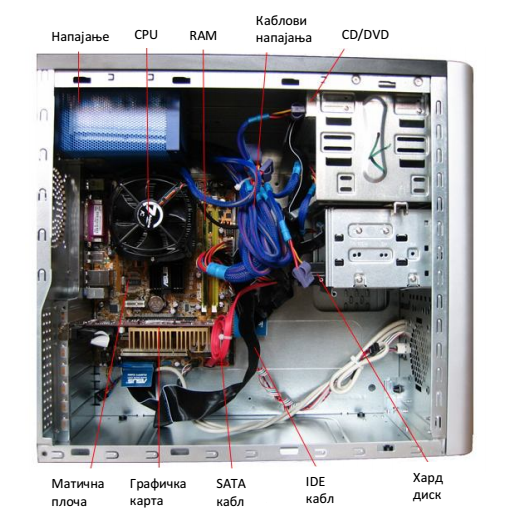 Напајање
CPU
RAM
Каблови
напајања
CD/DVD
Матична
плоча
Графичка
карта
SATA
кабл
IDE
кабл
Хард
диск